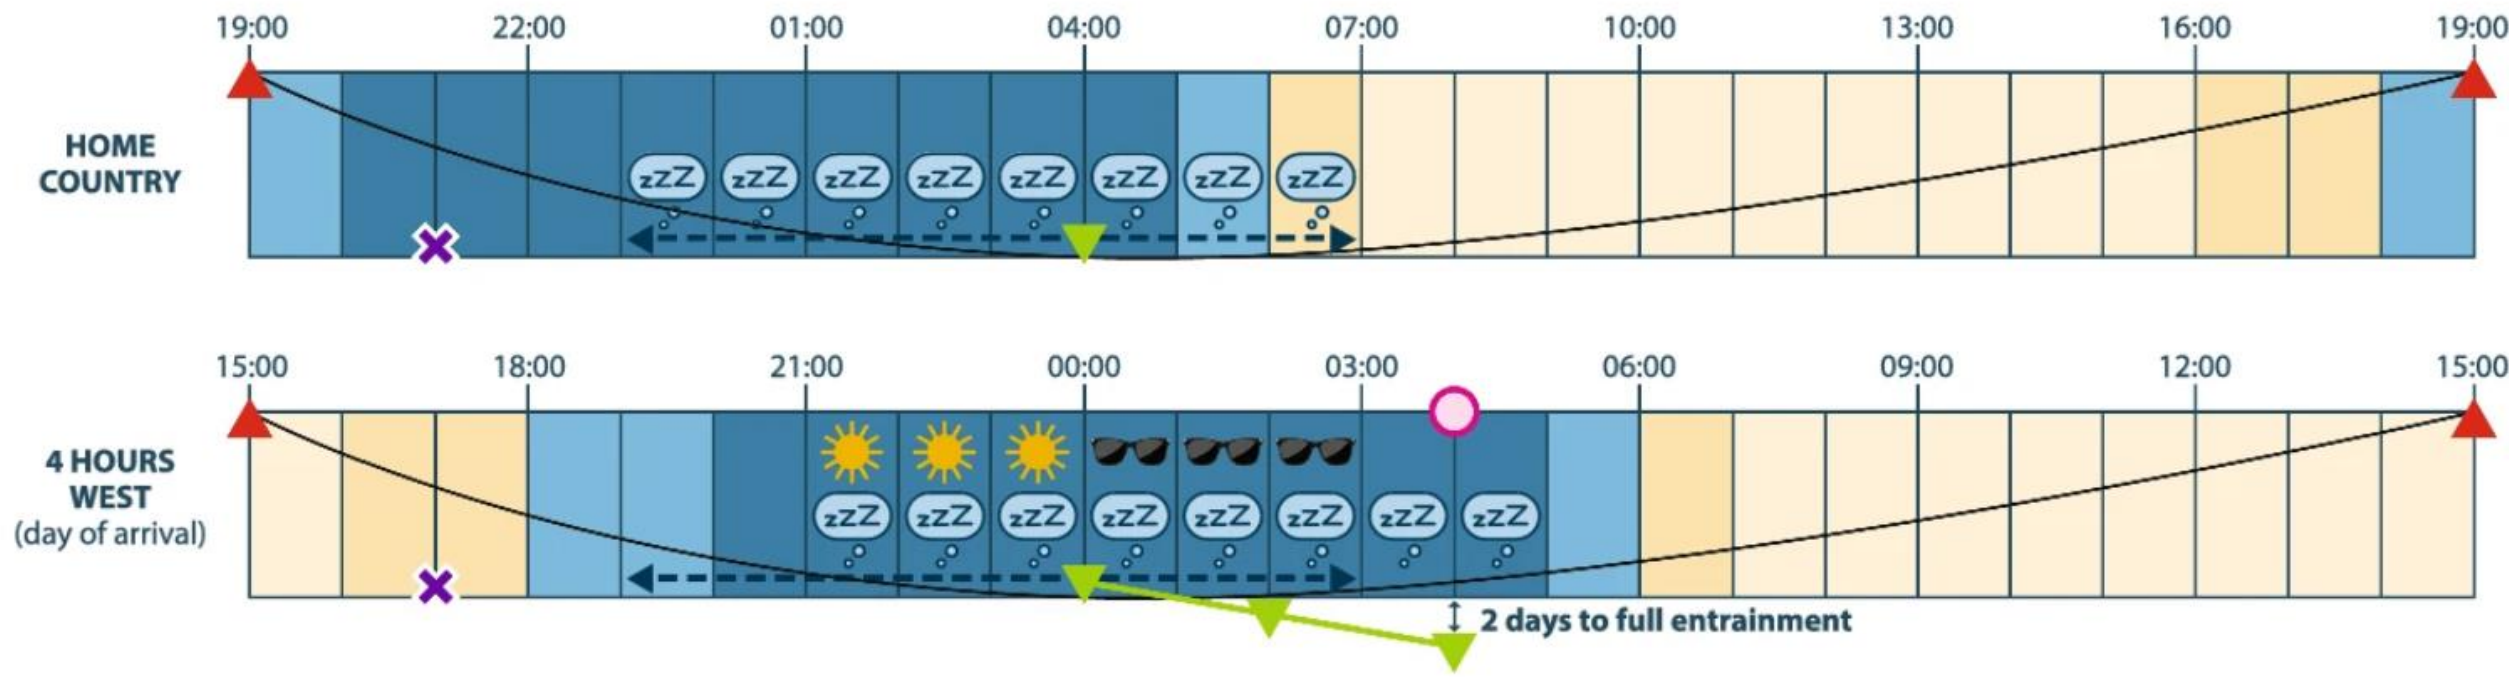 19:00 22:00 01:00 04:00 07:00 10:00 13:00 16:00 19:00
HOME
COUNTRY
zzZ zzZ zzZ zzZ zzZ zzZ zzZ zzZ
15:00 18:00 21:00 00:00 03:00 06:00 09:00 12:00 15:00
4 HOURS
WEST
(day of arrival)
zzZ zzZ zzZ zzZ zzZ zzZ zzZ zzZ
2 days to full entrainment